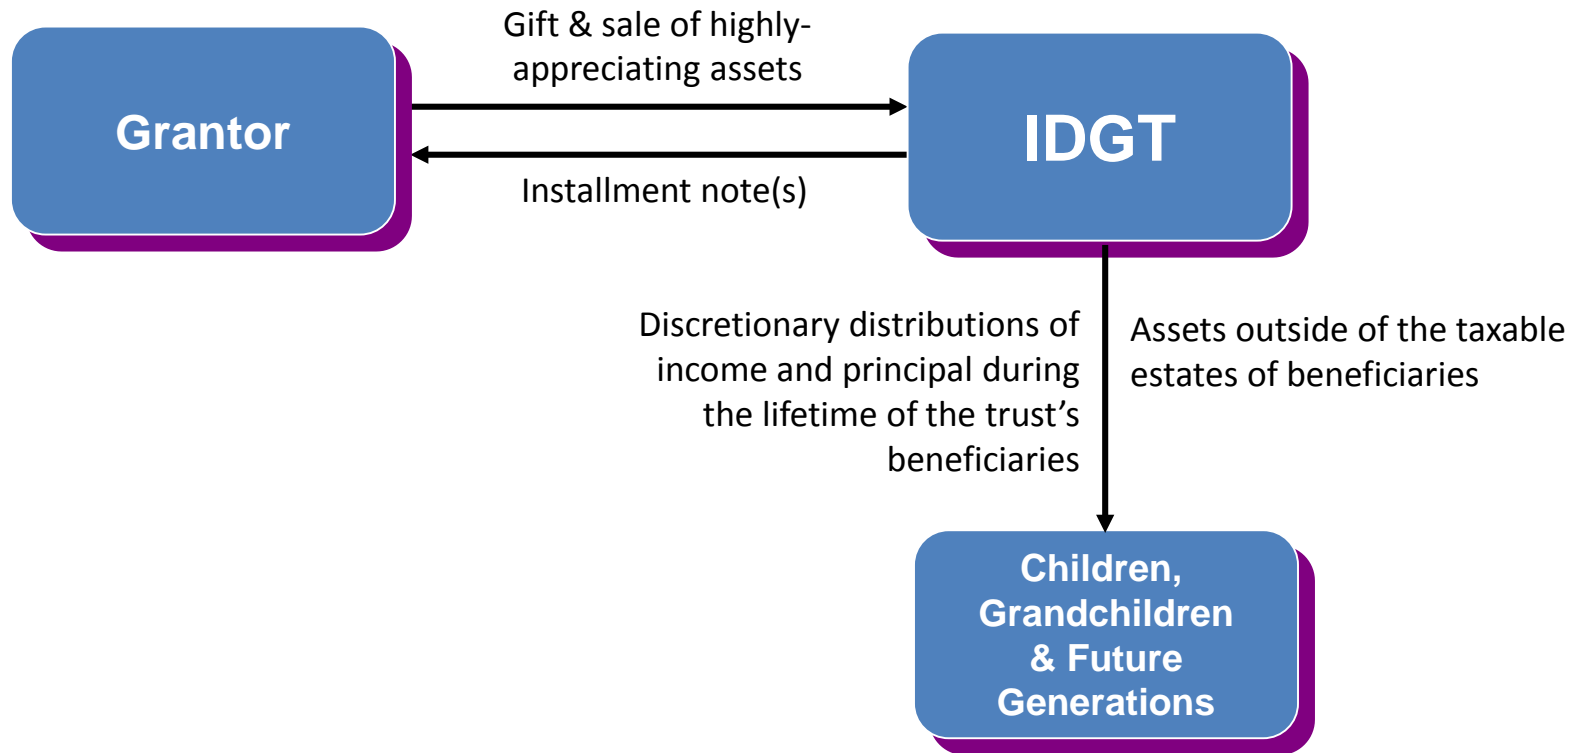 Gift & sale of highly-
appreciating assets
Grantor
IDGT
Installment note(s)
Discretionary distributions of
income and principal during
the lifetime of the trust’s
beneficiaries
Assets outside of the taxable
estates of beneficiaries
Children,
Grandchildren
& Future
Generations